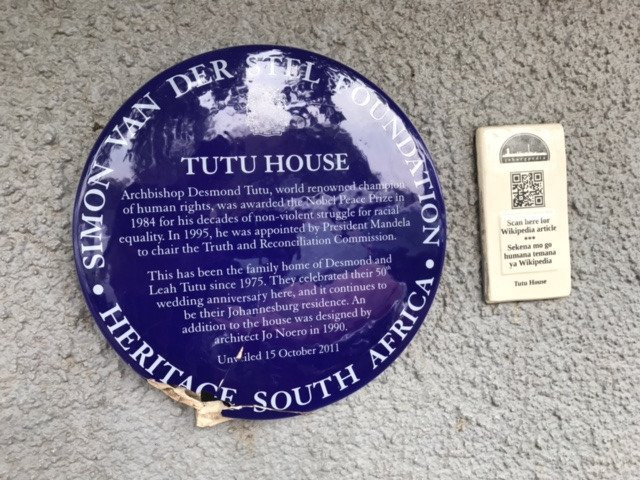 • SIMON VAN DER STEL FOUNDATION •
TUTU HOUSE
Archbishop Desmond Tutu, world renowned champion
of human rights, was awarded the Nobel Peace Prize in
1984 for his decades of non-violent struggle for racial
equality. In 1995, he was appointed by President Mandela
to chair the Truth and Reconciliation Commission.
This has been the family home of Desmond and
Leah Tutu since 1975. They celebrated their 50th
wedding anniversary here, and it continues to
be their Johannesburg residence. An
addition to the house was designed by
architect Jo Noero in 1990.
Unveiled 15 October 2011
HERITAGE SOUTH AFRICA
joburgpedia
Scan here for
Wikipedia article
***
Sekena mo go
humana temana
ya Wikipedia
Tutu House